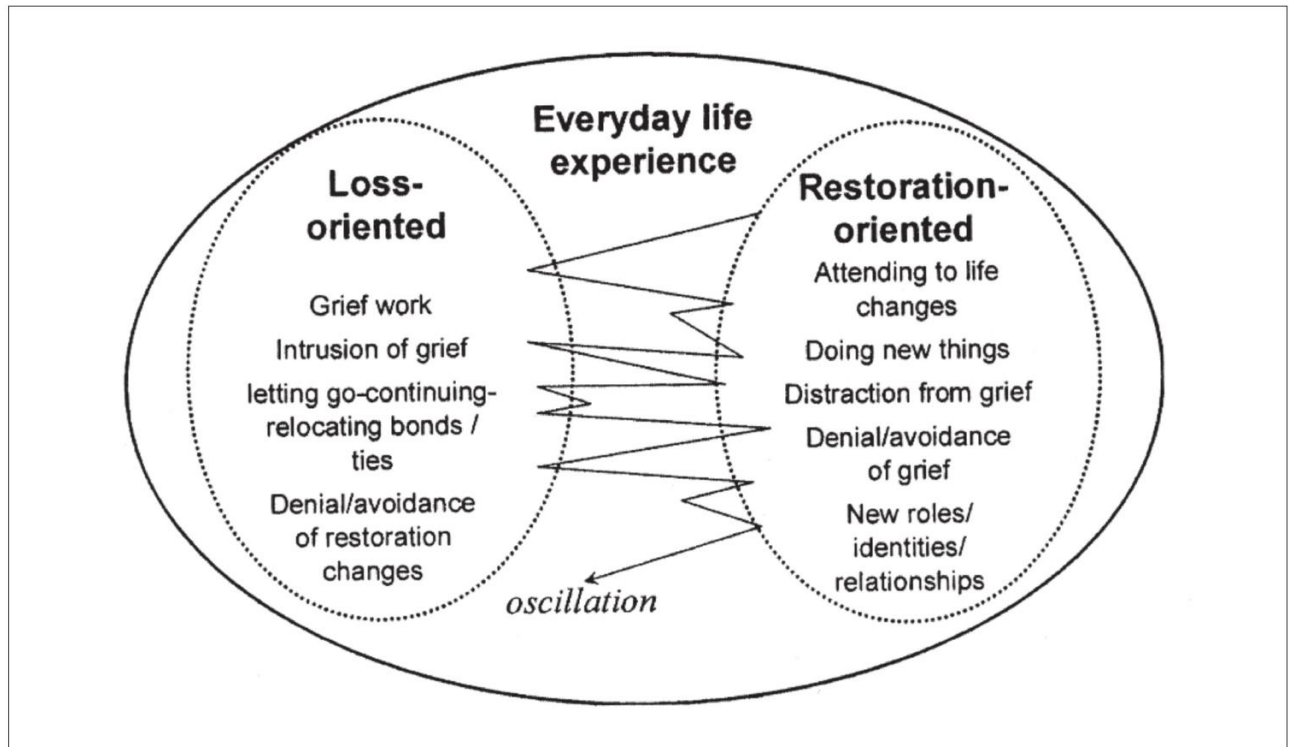 Everyday life
experience
Loss-
oriented
Grief work
Intrusion of grief
letting go-continuing-
relocating bonds /
ties
Denial/avoidance
of restoration
changes
Restoration-
oriented
Attending to life
changes
Doing new things
Distraction from grief
Denial/avoidance
of grief
New roles/
identities/
relationships
oscillation